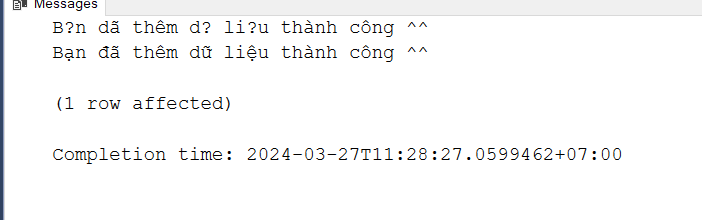 Messages
B?n dã thêm d? li?u thành công ^^
Bạn đã thêm dữ liệu thành công ^^
(1 row affected)
Completion time: 2024-03-27T11:28:27.0599462+07:00